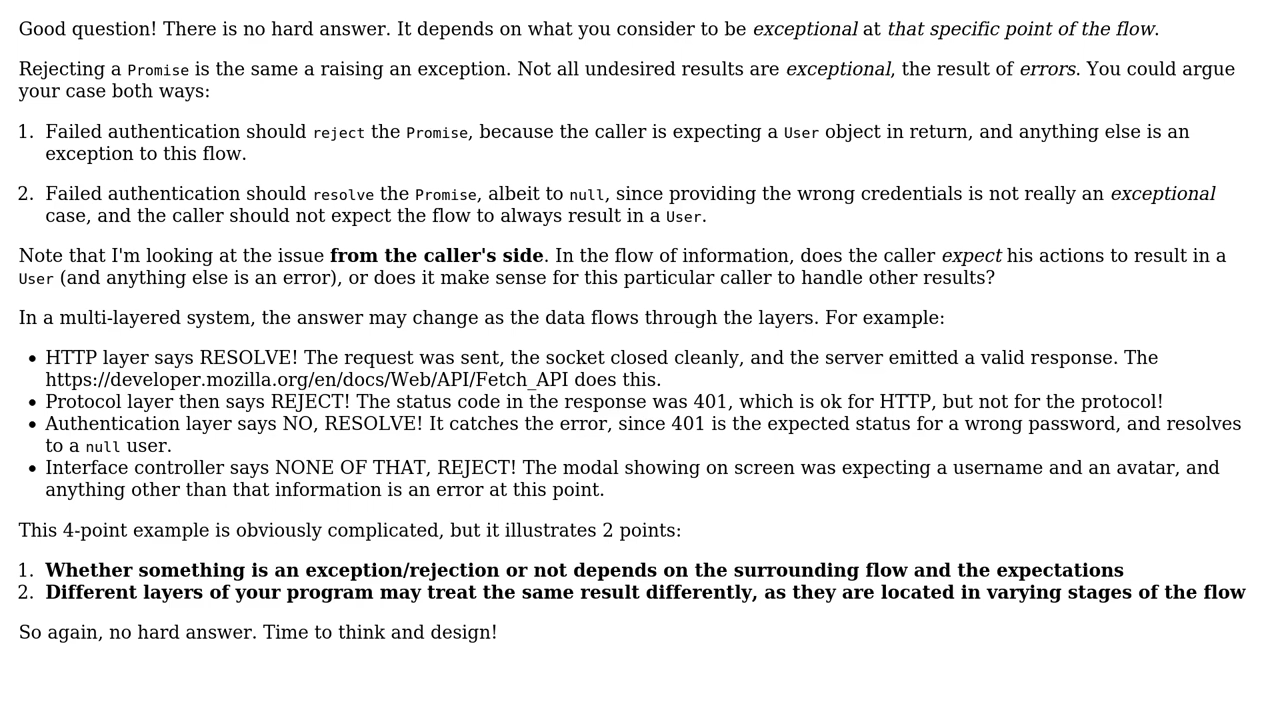 Good question! There is no hard answer. It depends on what you consider to be exceptional at that specific point of the flow.
Rejecting a Promise is the same a raising an exception. Not all undesired results are exceptional, the result of errors. You could argue
your case both ways:
1. Failed authentication should reject the Promise, because the caller is expecting a User object in return, and anything else is an
exception to this flow.
2. Failed authentication should resolve the Promise, albeit to null, since providing the wrong credentials is not really an exceptional
case, and the caller should not expect the flow to always result in a User.
Note that I'm looking at the issue from the caller's side. In the flow of information, does the caller expect his actions to result in a
User (and anything else is an error), or does it make sense for this particular caller to handle other results?
In a multi-layered system, the answer may change as the data flows through the layers. For example:
• HTTP layer says RESOLVE! The request was sent, the socket closed cleanly, and the server emitted a valid response. The
https://developer.mozilla.org/en/docs/Web/API/Fetch_API does this.
• Protocol layer then says REJECT! The status code in the response was 401, which is ok for HTTP, but not for the protocol!
• Authentication layer says NO, RESOLVE! It catches the error, since 401 is the expected status for a wrong password, and resolves
to a null user.
• Interface controller says NONE OF THAT, REJECT! The modal showing on screen was expecting a username and an avatar, and
anything other than that information is an error at this point.
This 4-point example is obviously complicated, but it illustrates 2 points:
1. Whether something is an exception/rejection or not depends on the surrounding flow and the expectations
2. Different layers of your program may treat the same result differently, as they are located in varying stages of the flow
So again, no hard answer. Time to think and design!